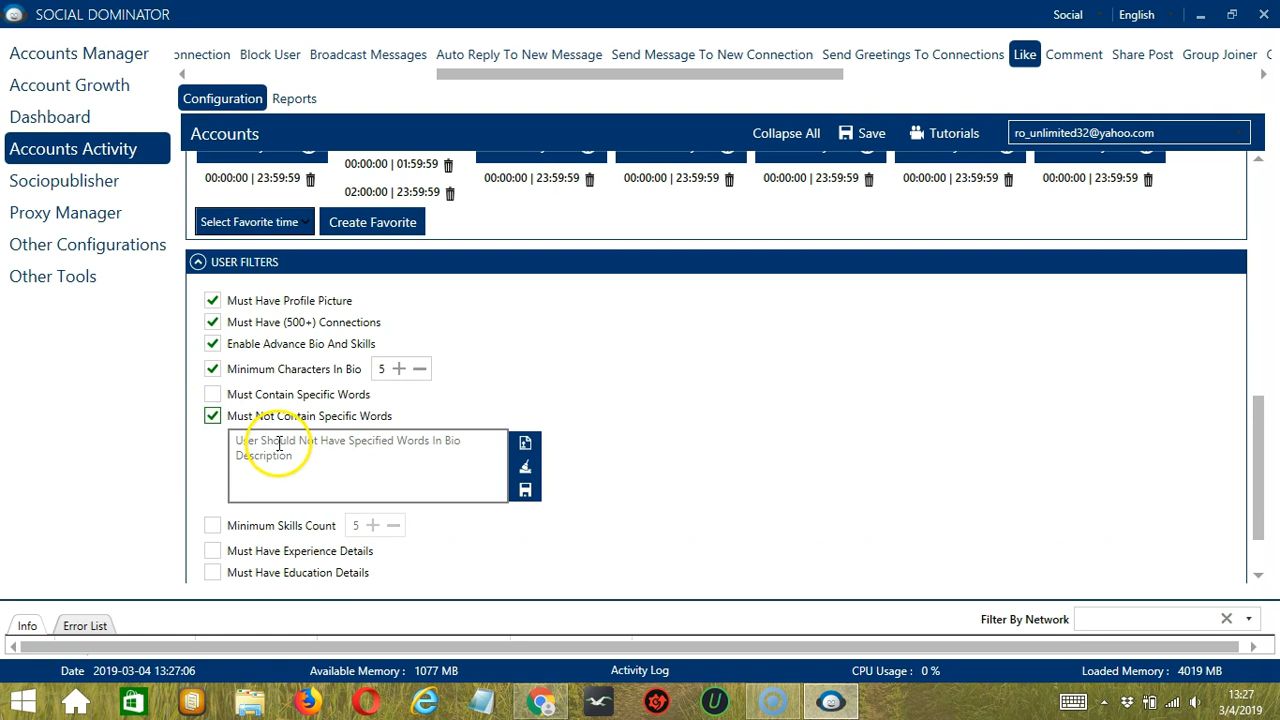 SOCIAL DOMINATOR
Social
English
Accounts Manager
Account Growth
Dashboard
Accounts Activity
Sociopublisher
Proxy Manager
Other Configurations
Other Tools
onnection
Block User
Broadcast Messages
Auto Reply To New Message
Send Message To New Connection
Send Greetings To Connections
Like
Comment
Share Post
Group Joiner
Configuration
Reports
Accounts
Collapse All
Save
Tutorials
ro_unlimited32@yahoo.com
00:00:00 | 23:59:59
00:00:00 | 01:59:59
02:00:00 | 23:59:59
00:00:00 | 23:59:59
00:00:00 | 23:59:59
00:00:00 | 23:59:59
00:00:00 | 23:59:59
00:00:00 | 23:59:59
Select Favorite time
Create Favorite
USER FILTERS
Must Have Profile Picture
Must Have (500+) Connections
Enable Advance Bio And Skills
Minimum Characters In Bio 5
Must Contain Specific Words
Must Not Contain Specific Words
User Should Not Have Specified Words In Bio
Description
Minimum Skills Count 5
Must Have Experience Details
Must Have Education Details
Info
Error List
Filter By Network
Date 2019-03-04 13:27:06
Available Memory : 1077 MB
Activity Log
CPU Usage : 0 %
Loaded Memory : 4019 MB
13:27
3/4/2019